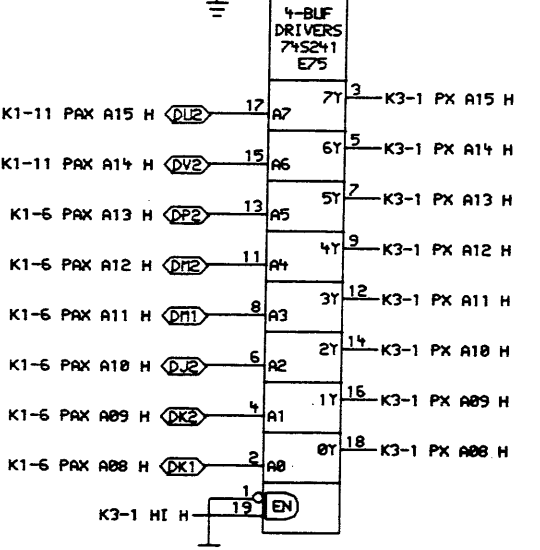 4-BUF
DRIVERS
74S241
E75
K1-11 PAX A15 H DU2 17 A7 7Y 3 K3-1 PX A15 H
K1-11 PAX A14 H DV2 15 A6 6Y 5 K3-1 PX A14 H
K1-6 PAX A13 H DP2 13 A5 5Y 7 K3-1 PX A13 H
K1-6 PAX A12 H DM2 11 A4 4Y 9 K3-1 PX A12 H
K1-6 PAX A11 H DM1 8 A3 3Y 12 K3-1 PX A11 H
K1-6 PAX A10 H DJ2 6 A2 2Y 14 K3-1 PX A10 H
K1-6 PAX A09 H DK2 4 A1 1Y 16 K3-1 PX A09 H
K1-6 PAX A08 H DK1 2 A0 0Y 18 K3-1 PX A08 H
1
K3-1 HI H 19 EN